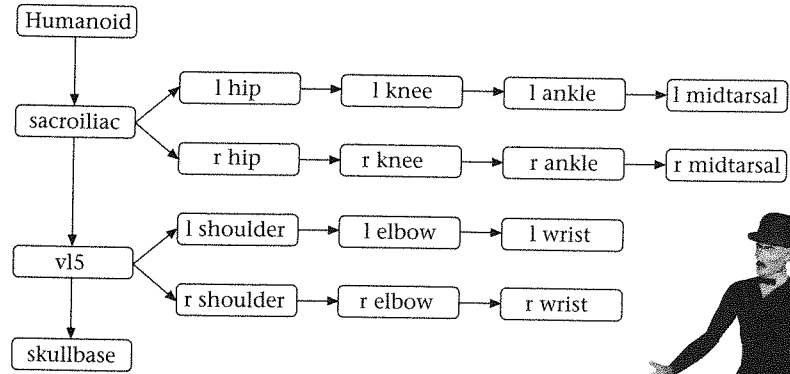 Humanoid
l hip
l knee
l ankle
l midtarsal
sacroiliac
r hip
r knee
r ankle
r midtarsal
l shoulder
l elbow
l wrist
vl5
r shoulder
r elbow
r wrist
skullbase